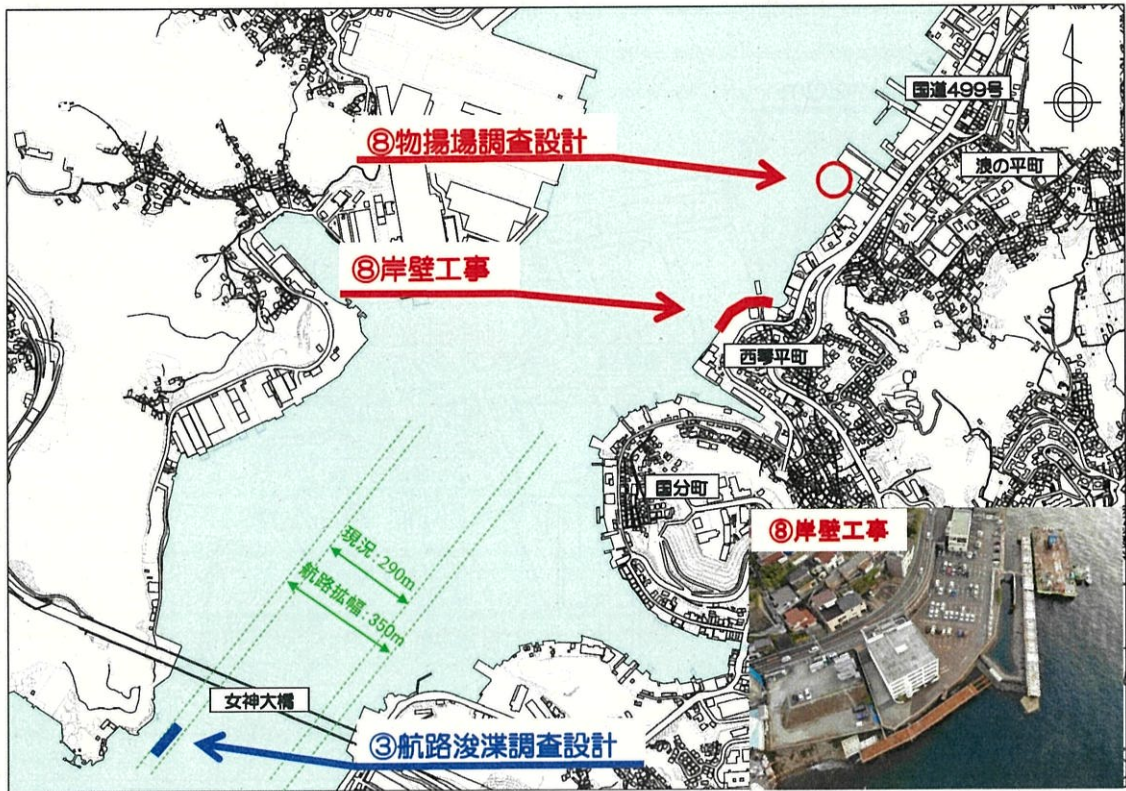 国道499号
⑧物揚場調査設計
浪の平町
⑧岸壁工事
西琴平町
国分町
⑧岸壁工事
現況：290m
航路拡幅：350m
女神大橋
③航路浚渫調査設計